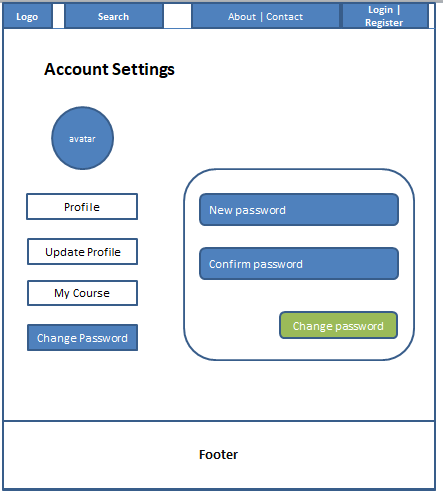 Logo
Search
About | Contact
Login |
Register
Account Settings
avatar
Profile
Update Profile
My Course
Change Password
New password
Confirm password
Change password
Footer